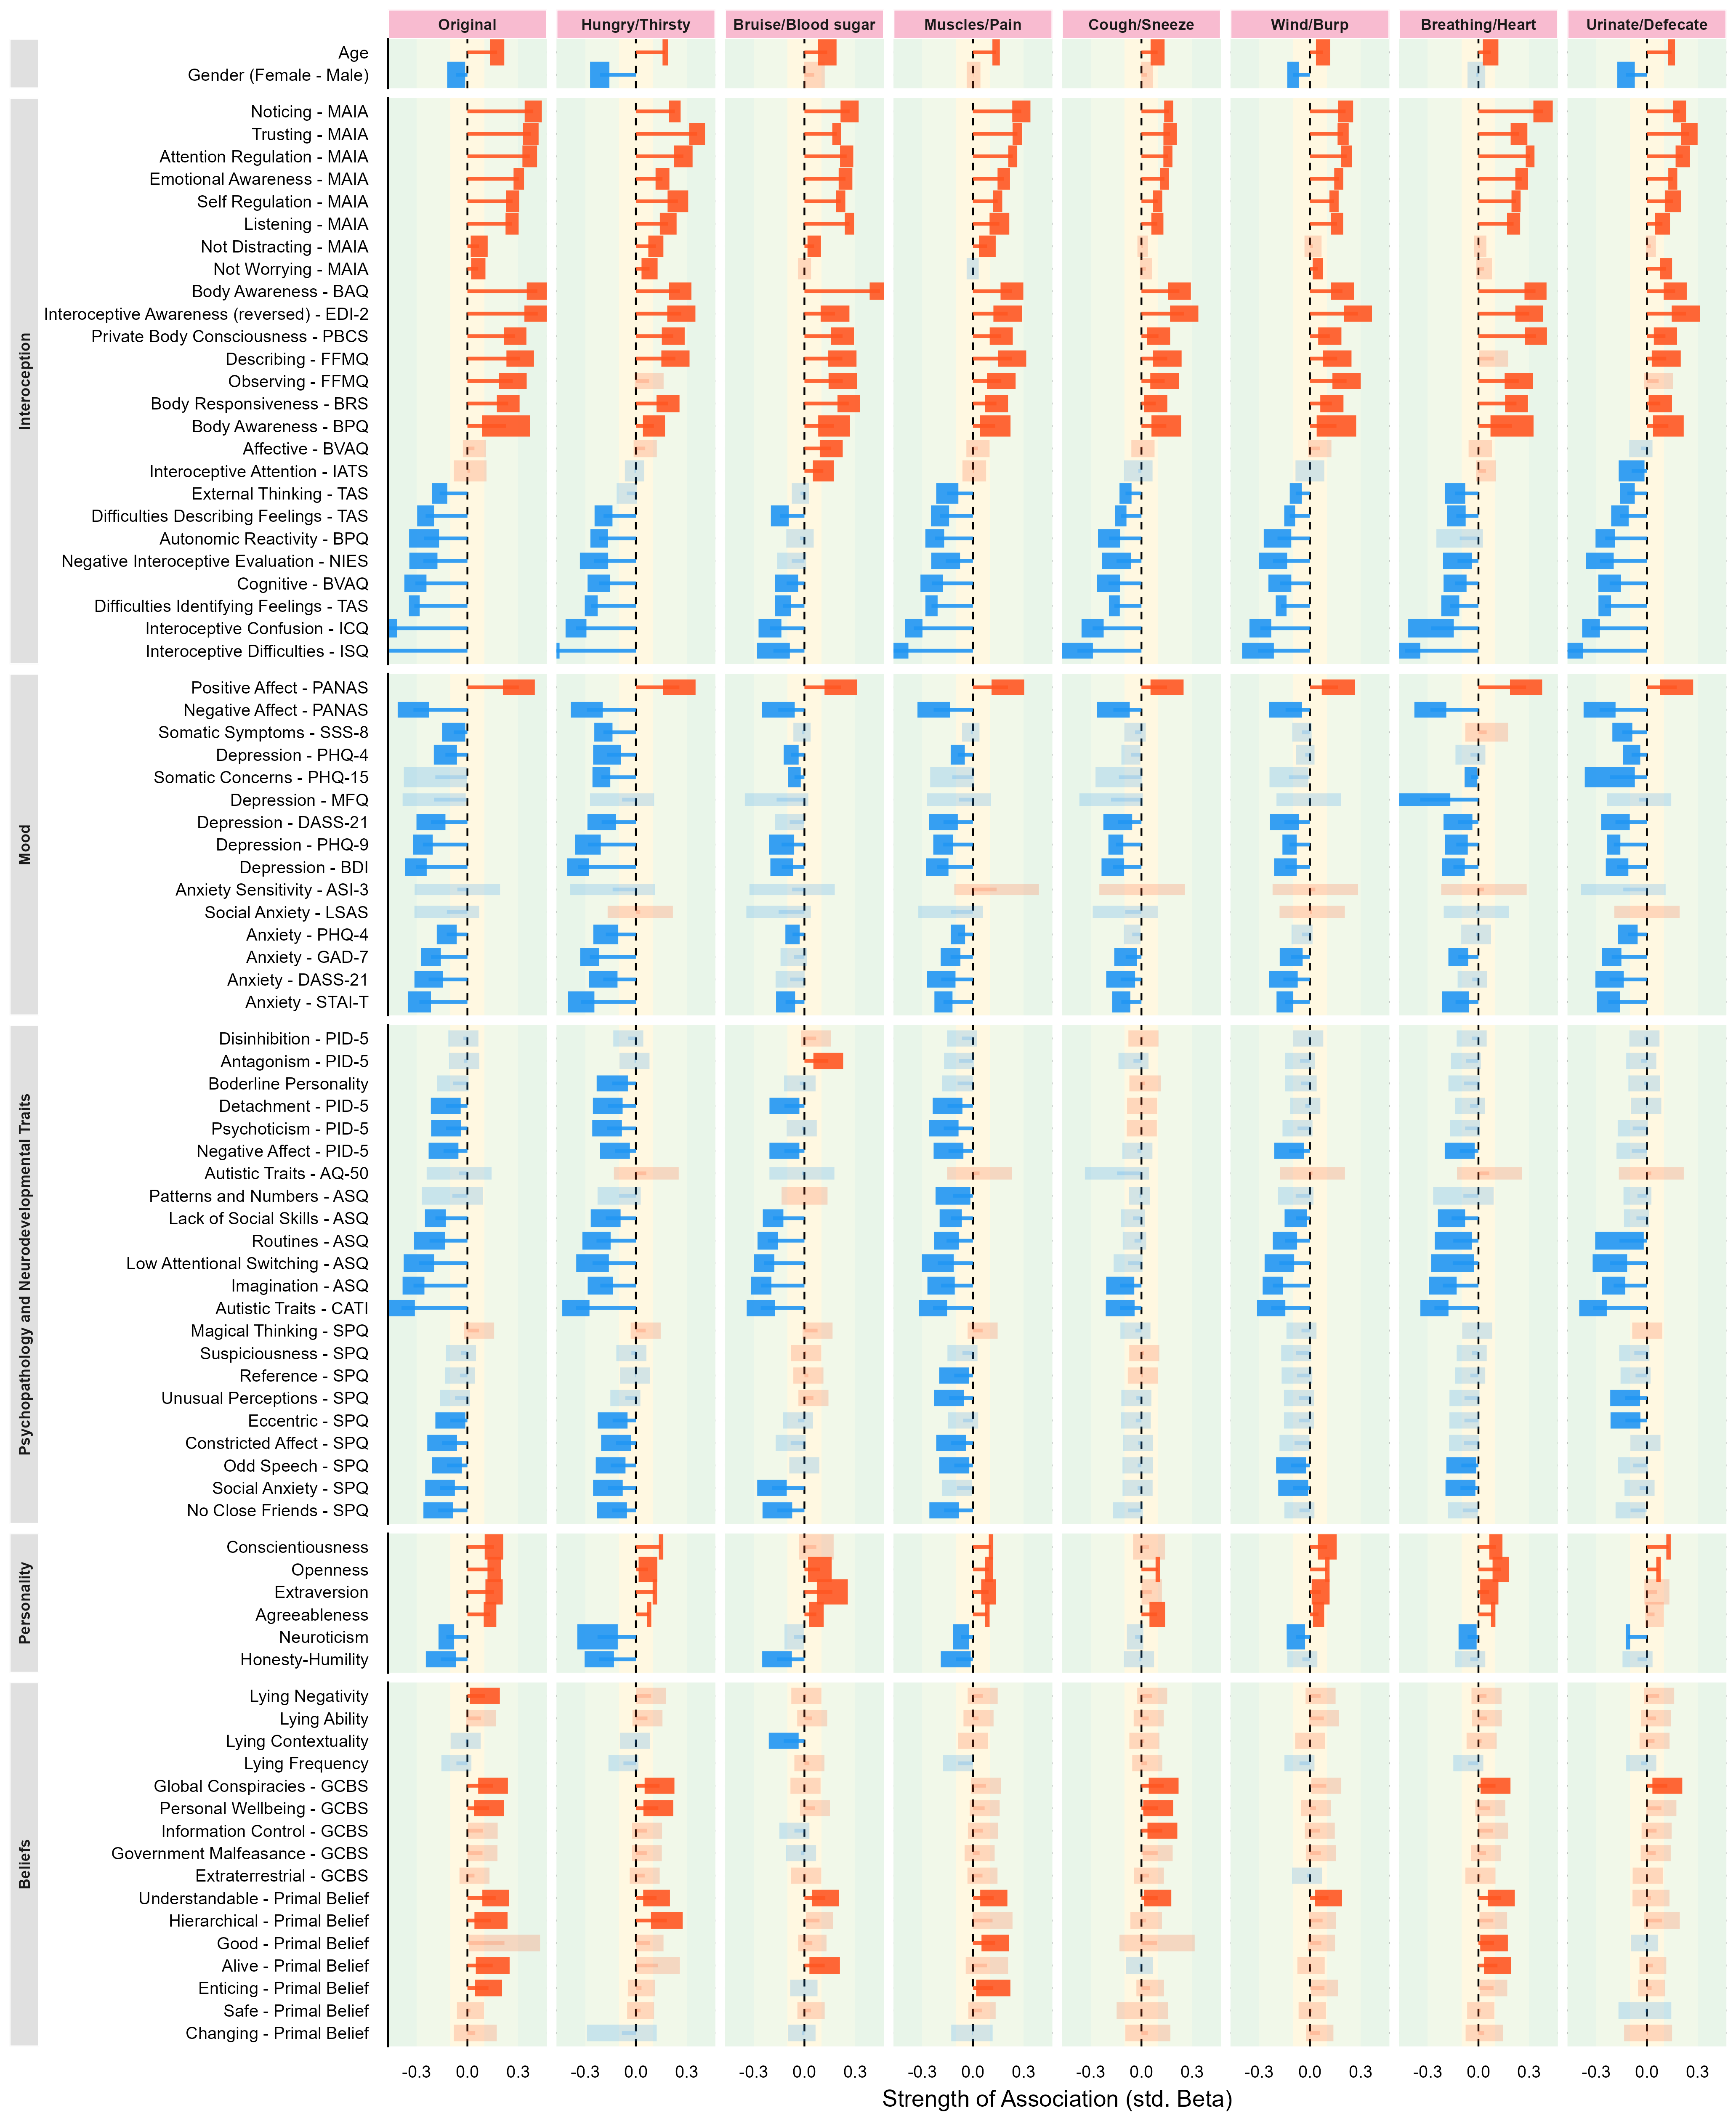 Original Hungry/Thirsty Bruise/Blood sugar Muscles/Pain Cough/Sneeze Wind/Burp Breathing/Heart Urinate/Defecate
Age
Gender (Female - Male)
Interoception
Noticing - MAIA
Trusting - MAIA
Attention Regulation - MAIA
Emotional Awareness - MAIA
Self Regulation - MAIA
Listening - MAIA
Not Distracting - MAIA
Not Worrying - MAIA
Body Awareness - BAQ
Interoceptive Awareness (reversed) - EDI-2
Private Body Consciousness - PBCS
Describing - FFMQ
Observing - FFMQ
Body Responsiveness - BRS
Body Awareness - BPQ
Affective - BVAQ
Interoceptive Attention - IATS
External Thinking - TAS
Difficulties Describing Feelings - TAS
Autonomic Reactivity - BPQ
Negative Interoceptive Evaluation - NIES
Cognitive - BVAQ
Difficulties Identifying Feelings - TAS
Interoceptive Confusion - ICQ
Interoceptive Difficulties - ISQ
Mood
Positive Affect - PANAS
Negative Affect - PANAS
Somatic Symptoms - SSS-8
Depression - PHQ-4
Somatic Concerns - PHQ-15
Depression - MFQ
Depression - DASS-21
Depression - PHQ-9
Depression - BDI
Anxiety Sensitivity - ASI-3
Social Anxiety - LSAS
Anxiety - PHQ-4
Anxiety - GAD-7
Anxiety - DASS-21
Anxiety - STAI-T
Psychopathology and Neurodevelopmental Traits
Disinhibition - PID-5
Antagonism - PID-5
Boderline Personality
Detachment - PID-5
Psychoticism - PID-5
Negative Affect - PID-5
Autistic Traits - AQ-50
Patterns and Numbers - ASQ
Lack of Social Skills - ASQ
Routines - ASQ
Low Attentional Switching - ASQ
Imagination - ASQ
Autistic Traits - CATI
Magical Thinking - SPQ
Suspiciousness - SPQ
Reference - SPQ
Unusual Perceptions - SPQ
Eccentric - SPQ
Constricted Affect - SPQ
Odd Speech - SPQ
Social Anxiety - SPQ
No Close Friends - SPQ
Personality
Conscientiousness
Openness
Extraversion
Agreeableness
Neuroticism
Honesty-Humility
Beliefs
Lying Negativity
Lying Ability
Lying Contextuality
Lying Frequency
Global Conspiracies - GCBS
Personal Wellbeing - GCBS
Information Control - GCBS
Government Malfeasance - GCBS
Extraterrestrial - GCBS
Understandable - Primal Belief
Hierarchical - Primal Belief
Good - Primal Belief
Alive - Primal Belief
Enticing - Primal Belief
Safe - Primal Belief
Changing - Primal Belief
-0.3 0.0 0.3 -0.3 0.0 0.3 -0.3 0.0 0.3 -0.3 0.0 0.3 -0.3 0.0 0.3 -0.3 0.0 0.3 -0.3 0.0 0.3 -0.3 0.0 0.3
Strength of Association (std. Beta)